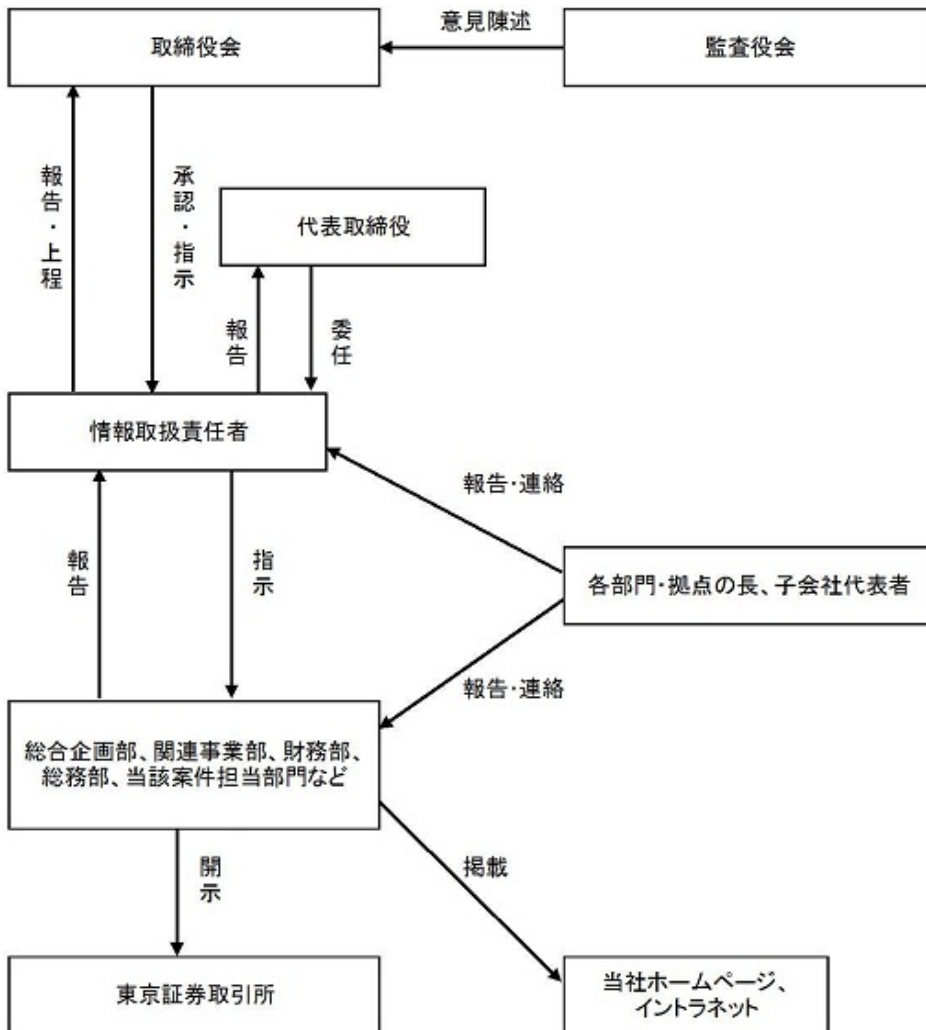 意見陳述
取締役会
監査役会
報告・上程
承認・指示
代表取締役
報告
委任
情報取扱責任者
報告・連絡
報告
指示
各部門・拠点の長、子会社代表者
報告・連絡
総合企画部、関連事業部、財務部、
総務部、当該案件担当部門など
開示
掲載
東京証券取引所
当社ホームページ、
イントラネット